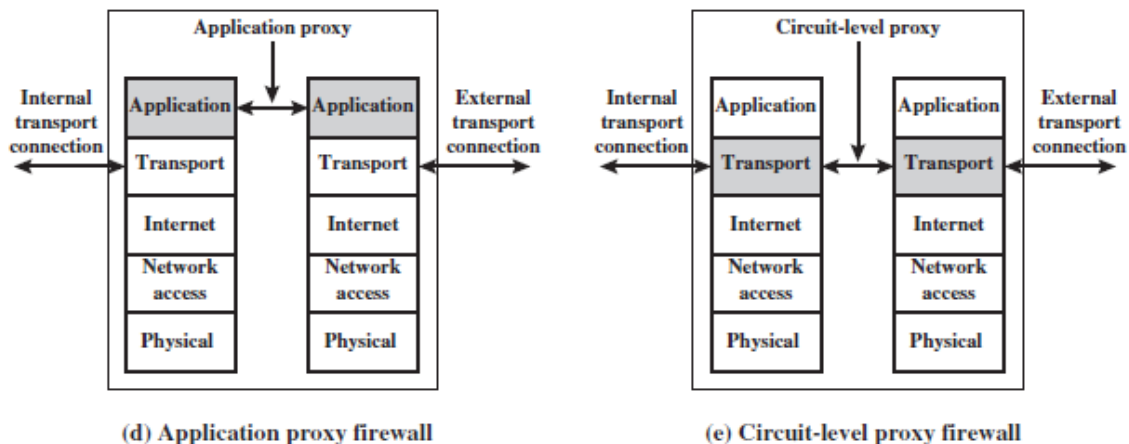 Application proxy
Internal
transport
connection
Application
Application
External
transport
connection
Transport
Transport
Internet
Internet
Network
access
Network
access
Physical
Physical
(d) Application proxy firewall
Circuit-level proxy
Internal
transport
connection
Application
Application
External
transport
connection
Transport
Transport
Internet
Internet
Network
access
Network
access
Physical
Physical
(e) Circuit-level proxy firewall